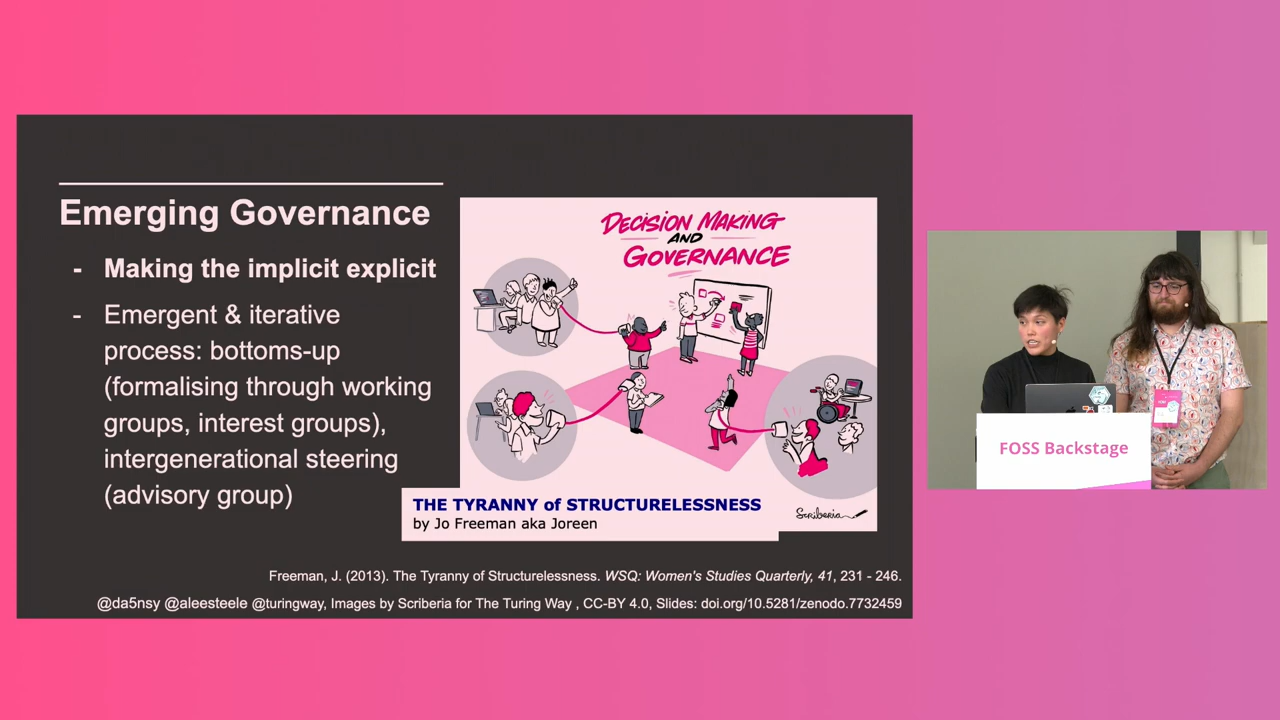 Emerging Governance
- Making the implicit explicit
- Emergent & iterative
process: bottoms-up
(formalising through working
groups, interest groups),
intergenerational steering
(advisory group)
DECISION MAKING
AND
GOVERNANCE
THE TYRANNY of STRUCTURELESSNESS
by Jo Freeman aka Joreen
Scriberia
Freeman, J. (2013). The Tyranny of Structurelessness. WSQ: Women's Studies Quarterly, 41, 231 - 246.
@da5nsy @aleesteele @turingway, Images by Scriberia for The Turing Way , CC-BY 4.0, Slides: doi.org/10.5281/zenodo.7732459
FOSS Backstage